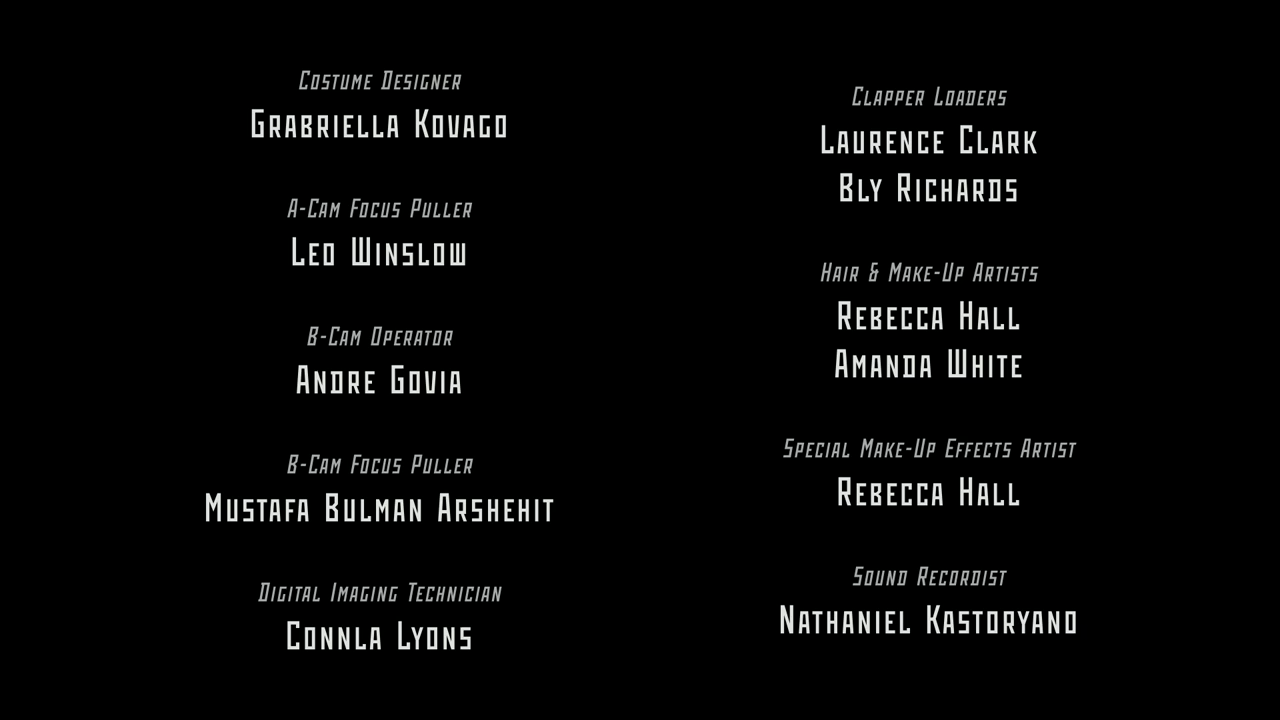 Costume Designer
Grabriella Kovago
A-Cam Focus Puller
Leo Winslow
B-Cam Operator
Andre Govia
B-Cam Focus Puller
Mustafa Bulman Arshehit
Digital Imaging Technician
Connla Lyons
Clapper Loaders
Laurence Clark
Bly Richards
Hair & Make-Up Artists
Rebecca Hall
Amanda White
Special Make-Up Effects Artist
Rebecca Hall
Sound Recordist
Nathaniel Kastoryano